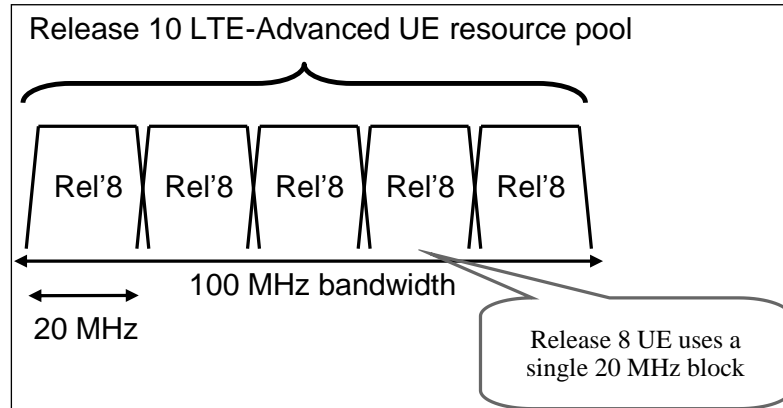 Release 10 LTE-Advanced UE resource pool
Rel'8 Rel'8 Rel'8 Rel'8 Rel'8
100 MHz bandwidth
20 MHz
Release 8 UE uses a
single 20 MHz block